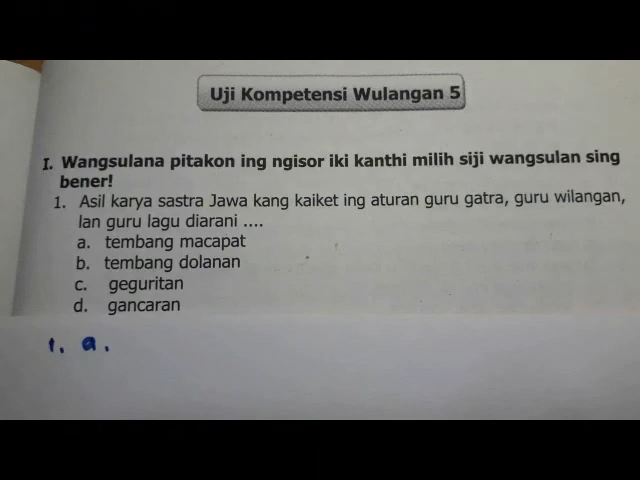 Uji Kompetensi Wulangan 5
I. Wangsulana pitakon ing ngisor iki kanthi milih siji wangsulan sing
bener!
1. Asil karya sastra Jawa kang kaiket ing aturan guru gatra, guru wilangan,
lan guru lagu diarani ....
a. tembang macapat
b. tembang dolanan
c. geguritan
d. gancaran
1. a.